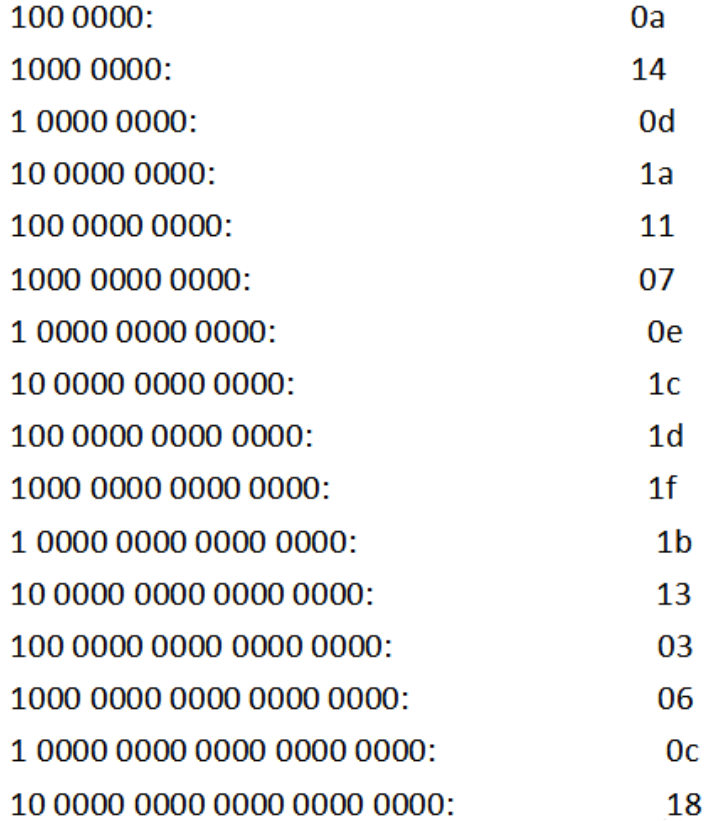 100 0000: 0a
1000 0000: 14
1 0000 0000: 0d
10 0000 0000: 1a
100 0000 0000: 11
1000 0000 0000: 07
1 0000 0000 0000: 0e
10 0000 0000 0000: 1c
100 0000 0000 0000: 1d
1000 0000 0000 0000: 1f
1 0000 0000 0000 0000: 1b
10 0000 0000 0000 0000: 13
100 0000 0000 0000 0000: 03
1000 0000 0000 0000 0000: 06
1 0000 0000 0000 0000 0000: 0c
10 0000 0000 0000 0000 0000: 18